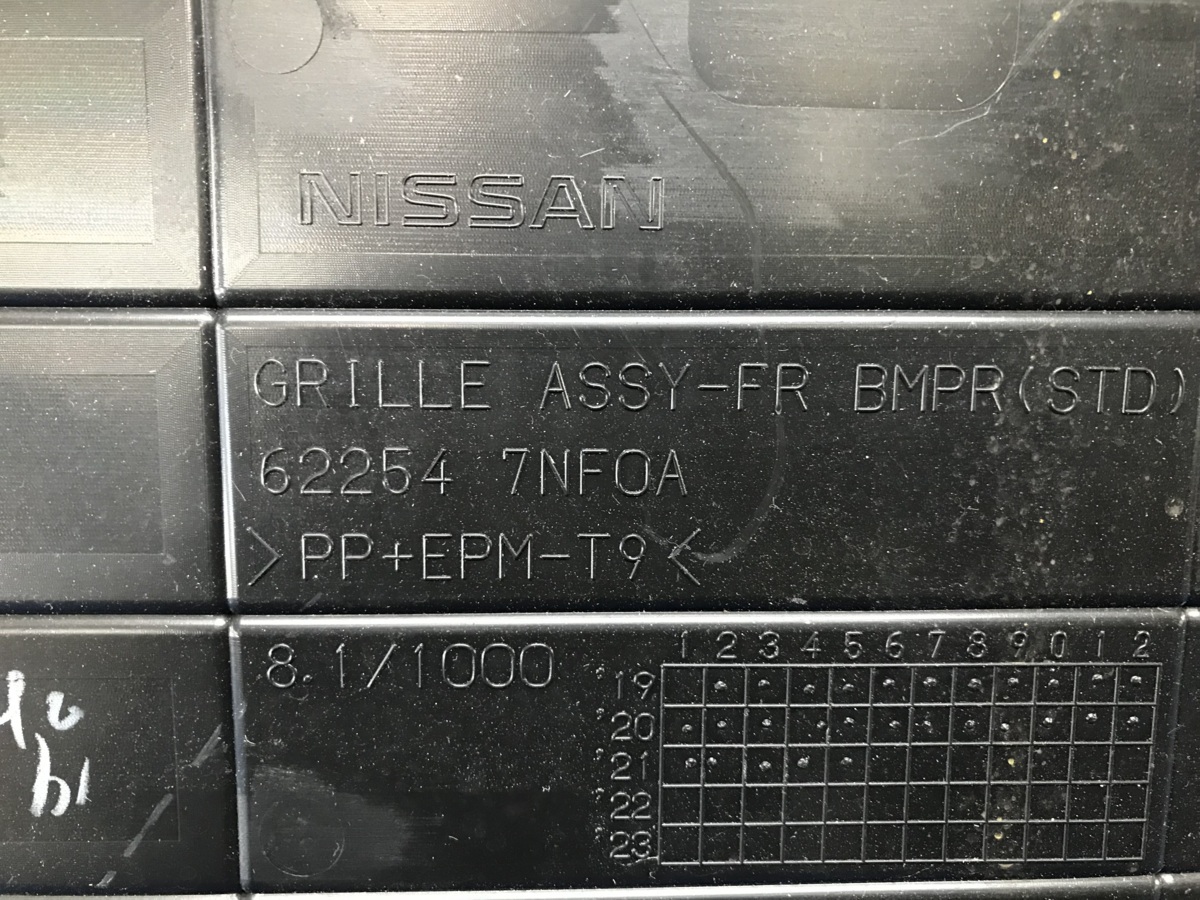 NISSAN
GRILLE ASSY-FR BMPR(STD)
62254 7NF0A
>PP+EPM-T9<
8.1/1000
1 2 3 4 5 6 7 8 9 0 1 2
'19
'20
'21
'22
'23